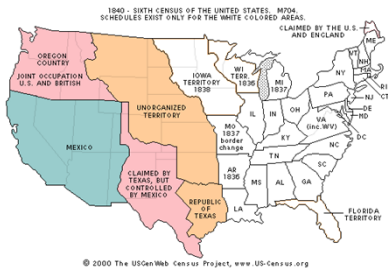 1840 - SIXTH CENSUS OF THE UNITED STATES. M704.
SCHEDULES EXIST ONLY FOR THE WHITE COLORED AREAS.
CLAIMED BY THE U.S.
AND ENGLAND
OREGON
COUNTRY
JOINT OCCUPATION
U.S. AND BRITISH
UNORGANIZED
TERRITORY
IOWA
TERRITORY
1838
WI
TERR.
1836
MI
1837
ME
VT
NH
MA
RI
CT
NY
PA
NJ
DE
MD
DC
IL
IN
OH
VA
(inc.WV)
KY
MO
1837
border
change
MEXICO
CLAIMED BY
TEXAS, BUT
CONTROLLED
BY MEXICO
REPUBLIC
OF
TEXAS
AR
1836
TN
NC
SC
MS
AL
GA
LA
FLORIDA
TERRITORY
© 2000 The USGenWeb Census Project, www.US-Census.org